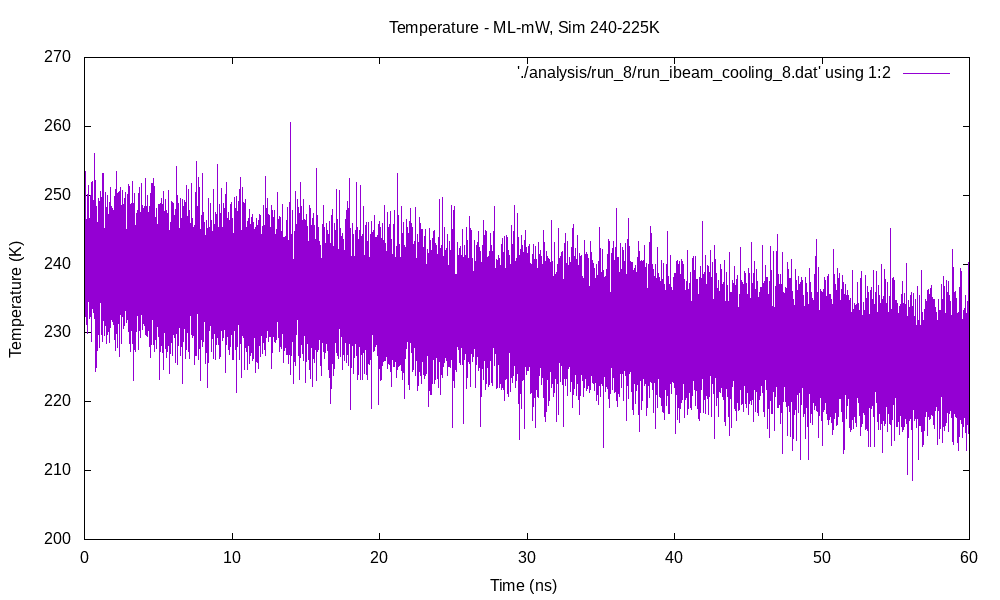 Temperature - ML-mW, Sim 240-225K
'./analysis/run_8/run_ibeam_cooling_8.dat' using 1:2
Temperature (K)
270
260
250
240
230
220
210
200
0 10 20 30 40 50 60
Time (ns)